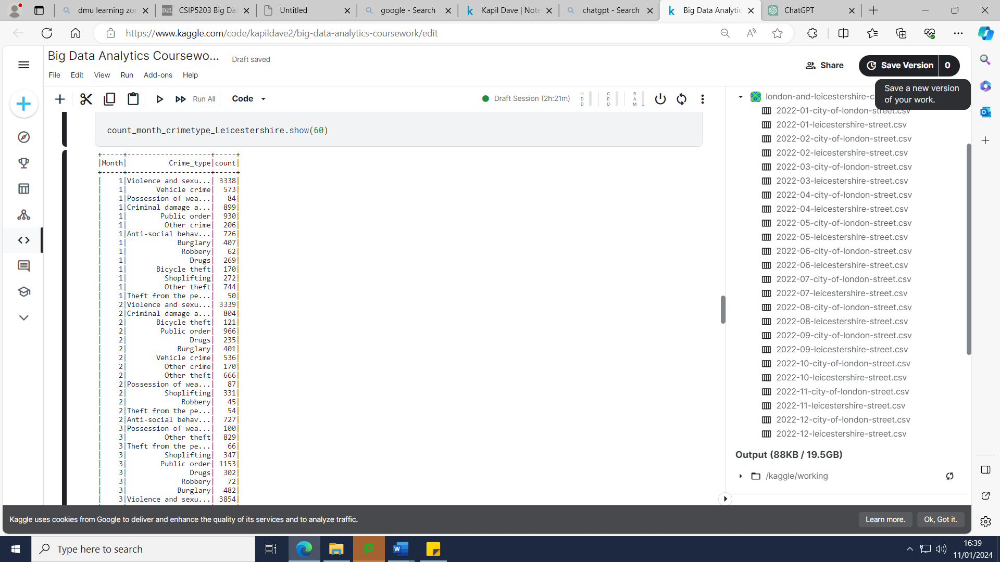 dmu learning zor
CSIP5203 Big Dat
Untitled
google - Search
Kapil Dave | Note
chatgpt - Search
Big Data Analytic
ChatGPT
https://www.kaggle.com/code/kapildave2/big-data-analytics-coursework/edit
Big Data Analytics Coursewo...
Draft saved
File Edit View Run Add-ons Help
Share
Save Version
0
Save a new version
of your work.
Run All
Code
Draft Session (2h:21m)
HDD
CPU
RAM
count_month_crimetype_Leicestershire.show(60)
+-----+--------------------+-----+
|Month| Crime_type|count|
+-----+--------------------+-----+
| 1|Violence and sexu...| 3338|
| 1| Vehicle crime| 573|
| 1|Possession of wea...| 84|
| 1|Criminal damage a...| 899|
| 1| Public order| 930|
| 1| Other crime| 206|
| 1|Anti-social behav...| 726|
| 1| Burglary| 407|
| 1| Robbery| 62|
| 1| Drugs| 269|
| 1| Bicycle theft| 170|
| 1| Shoplifting| 272|
| 1| Other theft| 744|
| 1|Theft from the pe...| 50|
| 2|Violence and sexu...| 3339|
| 2|Criminal damage a...| 804|
| 2| Bicycle theft| 121|
| 2| Public order| 966|
| 2| Drugs| 235|
| 2| Burglary| 401|
| 2| Vehicle crime| 536|
| 2| Other crime| 170|
| 2| Other theft| 666|
| 2|Possession of wea...| 87|
| 2| Shoplifting| 331|
| 2| Robbery| 45|
| 2|Theft from the pe...| 54|
| 2|Anti-social behav...| 727|
| 3|Possession of wea...| 100|
| 3| Other theft| 829|
| 3|Theft from the pe...| 66|
| 3| Shoplifting| 347|
| 3| Public order| 1153|
| 3| Drugs| 302|
| 3| Robbery| 72|
| 3| Burglary| 482|
| 3|Violence and sexu...| 3854|
london-and-leicestershire-c
2022-01-city-of-london-street.csv
2022-01-leicestershire-street.csv
2022-02-city-of-london-street.csv
2022-02-leicestershire-street.csv
2022-03-city-of-london-street.csv
2022-03-leicestershire-street.csv
2022-04-city-of-london-street.csv
2022-04-leicestershire-street.csv
2022-05-city-of-london-street.csv
2022-05-leicestershire-street.csv
2022-06-city-of-london-street.csv
2022-06-leicestershire-street.csv
2022-07-city-of-london-street.csv
2022-07-leicestershire-street.csv
2022-08-city-of-london-street.csv
2022-08-leicestershire-street.csv
2022-09-city-of-london-street.csv
2022-09-leicestershire-street.csv
2022-10-city-of-london-street.csv
2022-10-leicestershire-street.csv
2022-11-city-of-london-street.csv
2022-11-leicestershire-street.csv
2022-12-city-of-london-street.csv
2022-12-leicestershire-street.csv
Output (88KB / 19.5GB)
/kaggle/working
Kaggle uses cookies from Google to deliver and enhance the quality of its services and to analyze traffic.
Learn more.
Ok, Got it.
Type here to search
16:39
11/01/2024